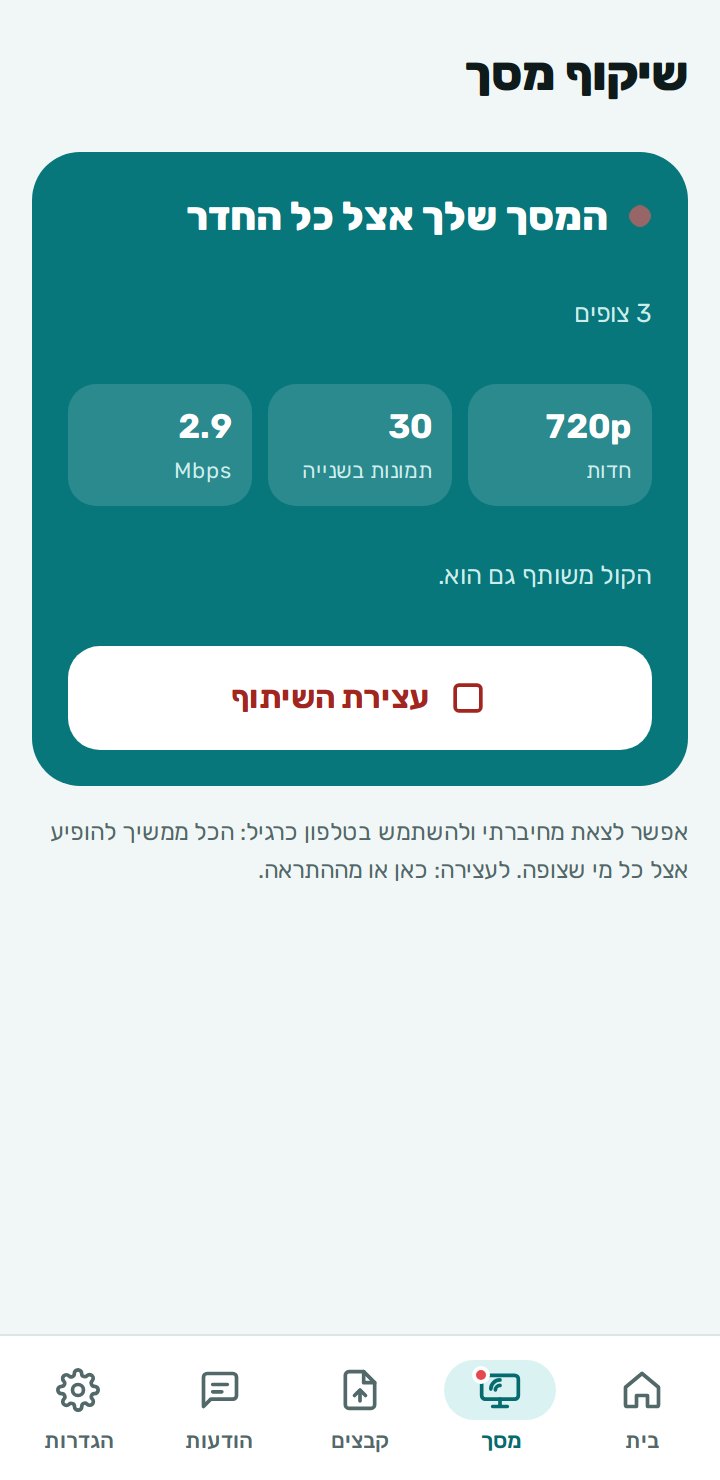 שיקוף מסך
המסך שלך אצל כל החדר
3 צופים
720p
חדות
30
תמונות בשנייה
2.9
Mbps
הקול משותף גם הוא.
עצירת השיתוף
אפשר לצאת מחיברתי ולהשתמש בטלפון כרגיל: הכל ממשיך להופיע
אצל כל מי שצופה. לעצירה: כאן או מההתראה.
בית
מסך
קבצים
הודעות
הגדרות